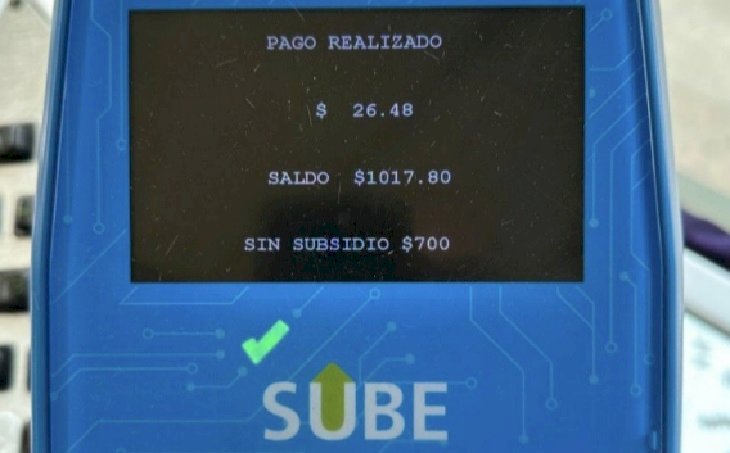 PAGO REALIZADO
$ 26.48
SALDO $1017.80
SIN SUBSIDIO $700
SUBE